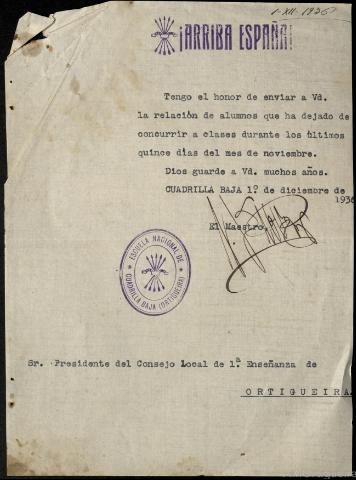 1-XII-1936
¡ARRIBA ESPAÑA!
Tengo el honor de enviar a Vd.
la relación de alumnos que ha dejado de
concurrir a clases durante los últimos
quince días del mes de noviembre.
Dios guarde a Vd. muchos años.
CUADRILLA BAJA 1º. de diciembre de
1936
El Maestro,
ESCUELA NACIONAL DE
CUADRILLA BAJA (ORTIGUEIRA)
Sr. Presidente del Consejo Local de 1.ª Enseñanza de
ORTIGUEIRA